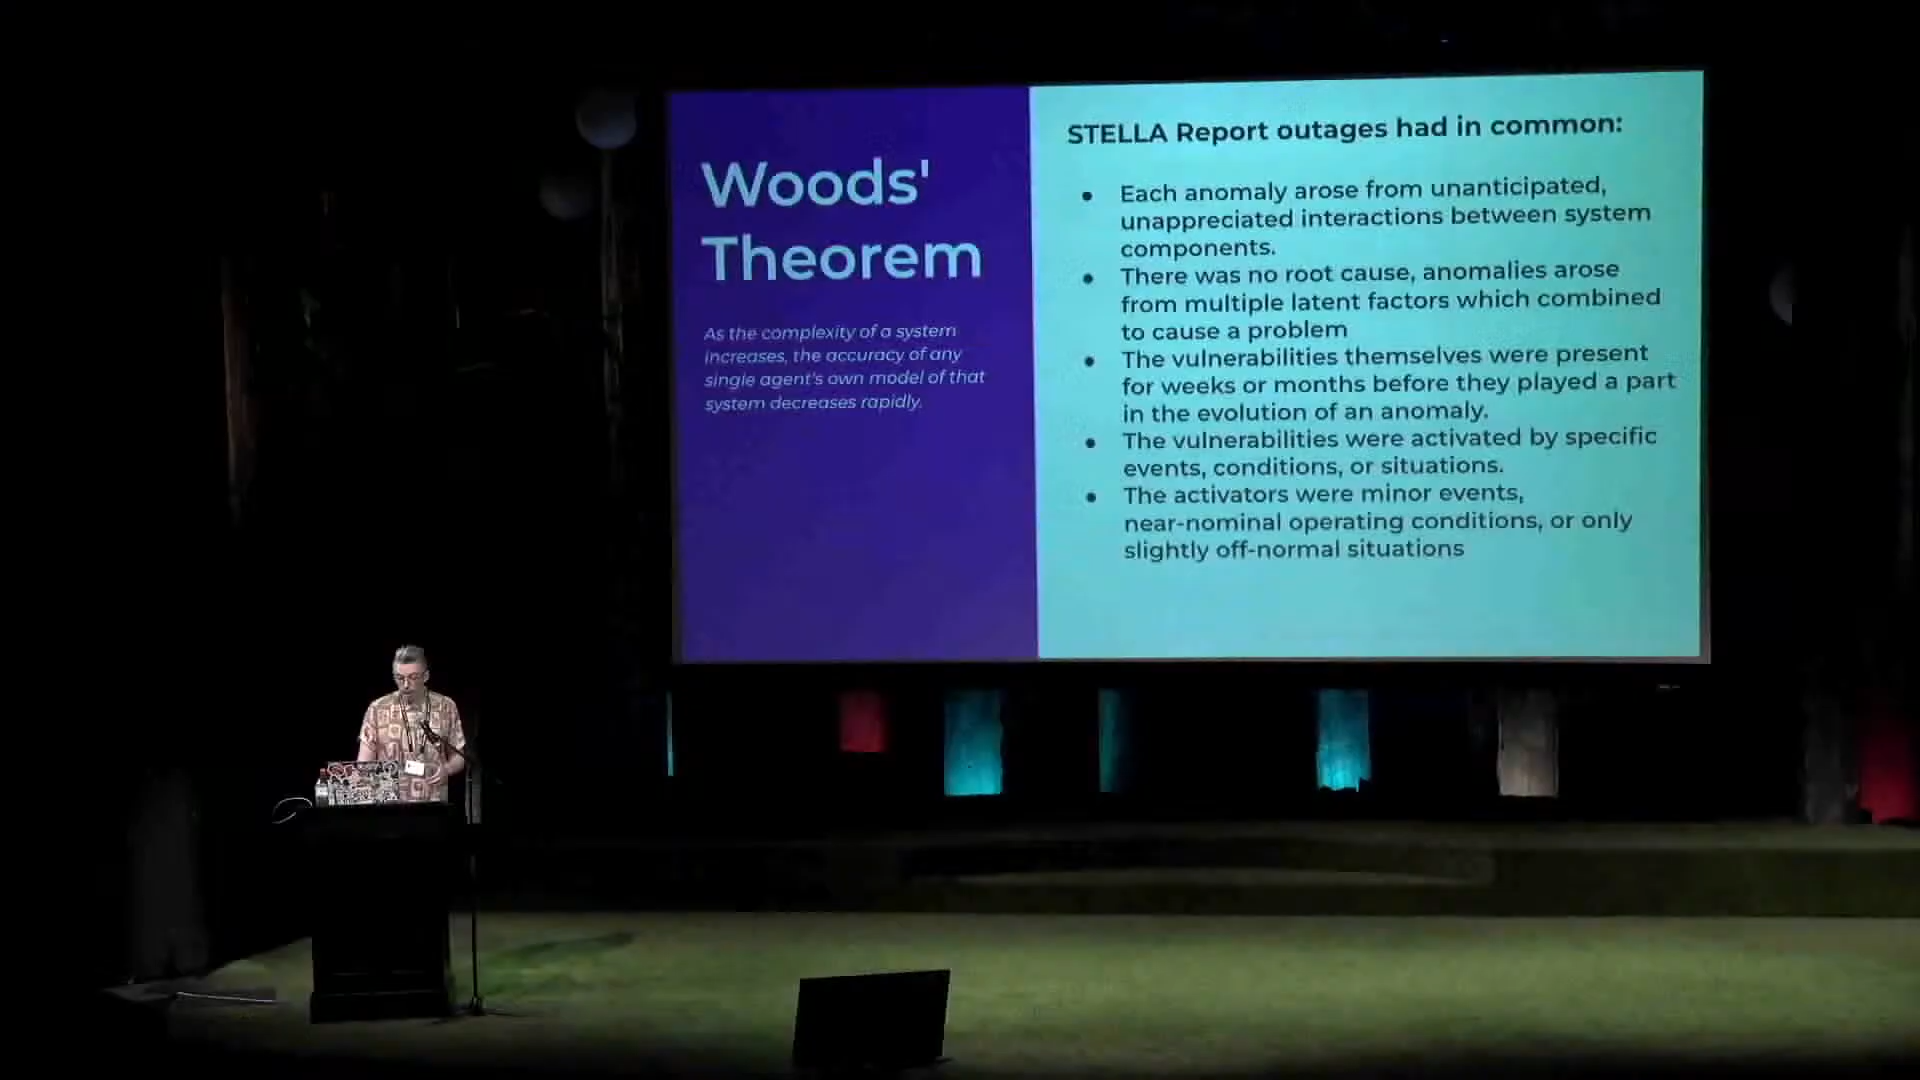 Woods'
Theorem
As the complexity of a system
increases, the accuracy of any
single agent's own model of that
system decreases rapidly.
STELLA Report outages had in common:
● Each anomaly arose from unanticipated,
unappreciated interactions between system
components.
● There was no root cause, anomalies arose
from multiple latent factors which combined
to cause a problem
● The vulnerabilities themselves were present
for weeks or months before they played a part
in the evolution of an anomaly.
● The vulnerabilities were activated by specific
events, conditions, or situations.
● The activators were minor events,
near-nominal operating conditions, or only
slightly off-normal situations